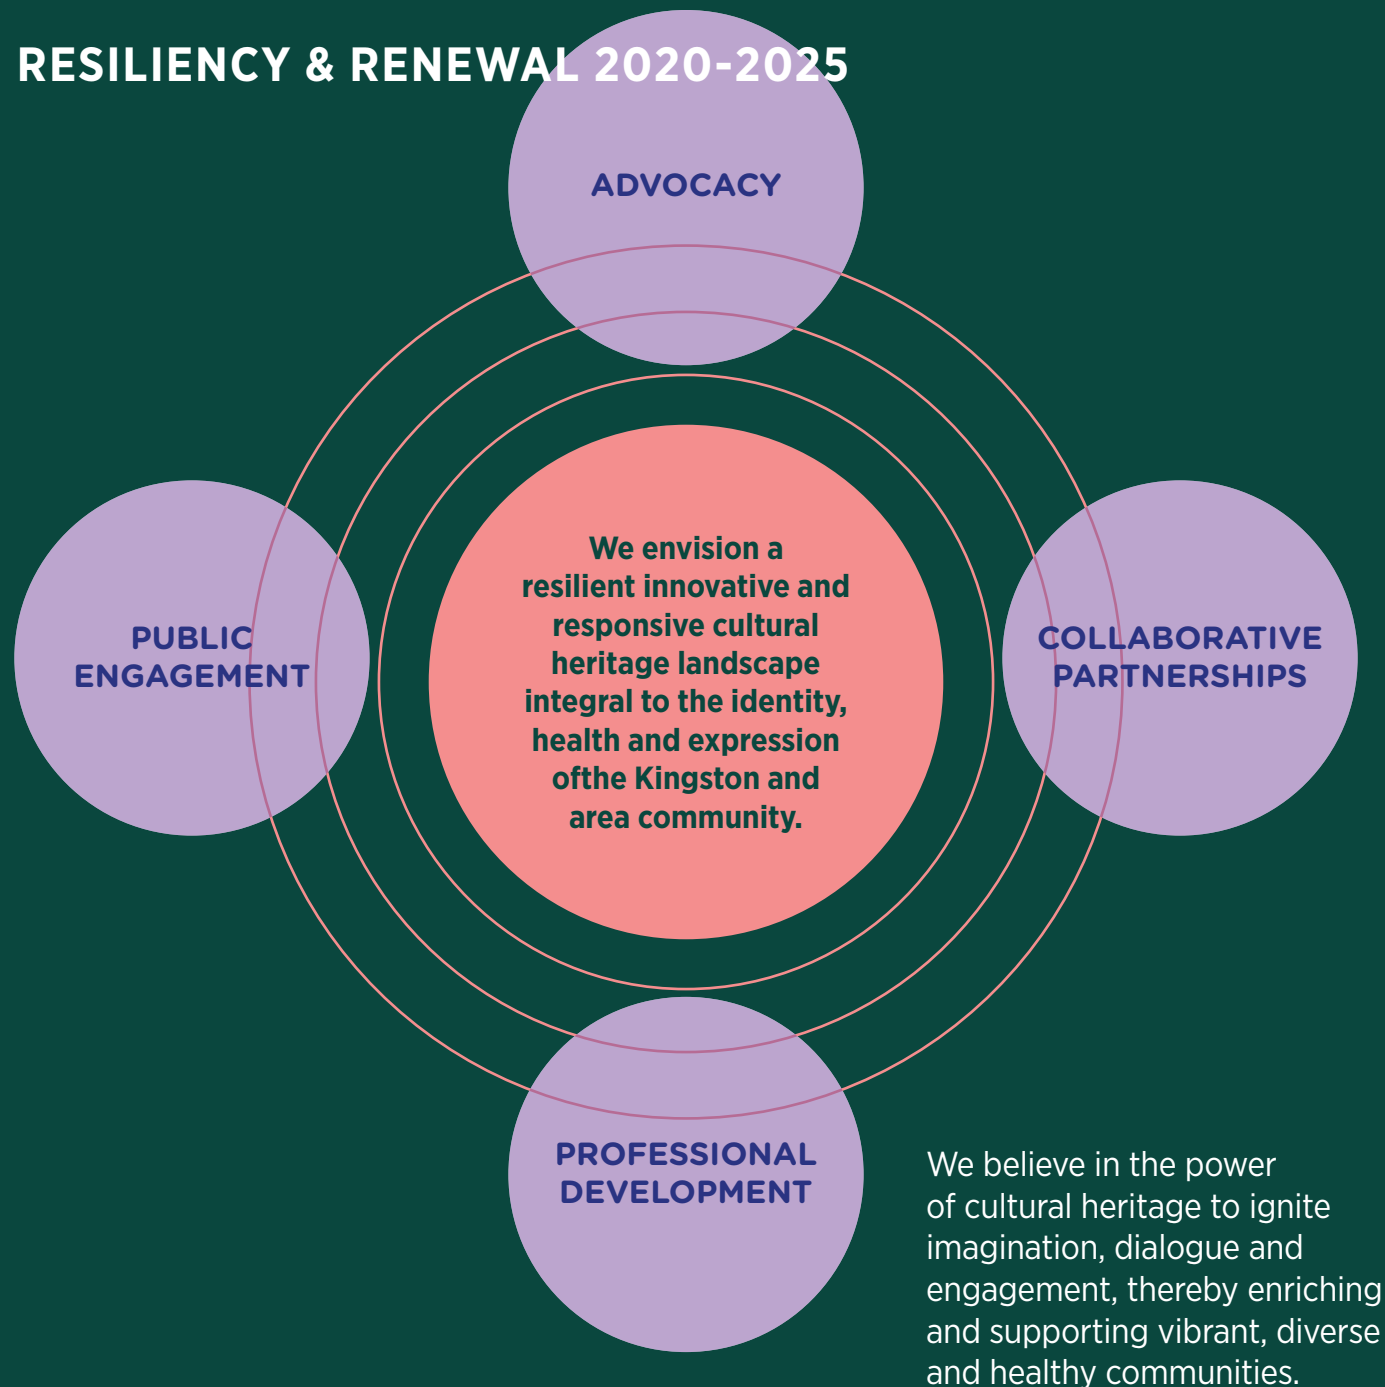 RESILIENCY & RENEWAL 2020-2025
ADVOCACY
We envision a
resilient innovative and
responsive cultural
heritage landscape
integral to the identity,
health and expression
ofthe Kingston and
area community.
PUBLIC
ENGAGEMENT
COLLABORATIVE
PARTNERSHIPS
PROFESSIONAL
DEVELOPMENT
We believe in the power
of cultural heritage to ignite
imagination, dialogue and
engagement, thereby enriching
and supporting vibrant, diverse
and healthy communities.